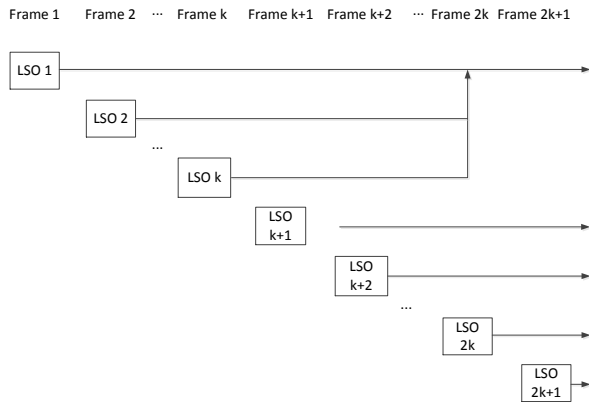 Frame 1 Frame 2 ... Frame k Frame k+1 Frame k+2 ... Frame 2k Frame 2k+1
LSO 1
LSO 2
...
LSO k
LSO
k+1
LSO
k+2
...
LSO
2k
LSO
2k+1